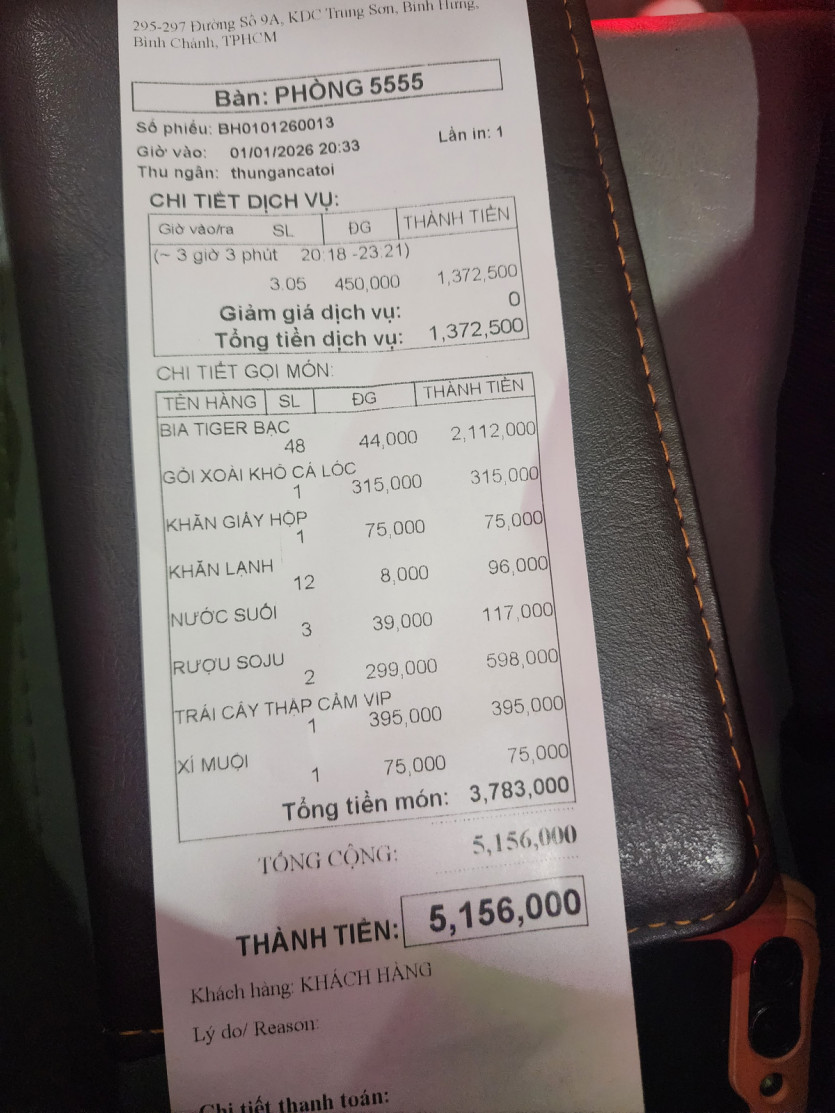 295-297 Đường Số 9A, KDC Trung Sơn, Bình Hưng,
Bình Chánh, TPHCM
Bàn: PHÒNG 5555
Số phiếu: BH0101260013
Giờ vào: 01/01/2026 20:33 Lần in: 1
Thu ngân: thungancatoi
CHI TIẾT DỊCH VỤ:
Giờ vào/ra SL ĐG THÀNH TIỀN
(~ 3 giờ 3 phút 20:18 -23:21)
3.05 450,000 1,372,500
Giảm giá dịch vụ: 0
Tổng tiền dịch vụ: 1,372,500
CHI TIẾT GỌI MÓN:
TÊN HÀNG SL ĐG THÀNH TIỀN
BIA TIGER BẠC
48 44,000 2,112,000
GỎI XOÀI KHÔ CÁ LÓC
1 315,000 315,000
KHĂN GIẤY HỘP
1 75,000 75,000
KHĂN LẠNH
12 8,000 96,000
NƯỚC SUỐI
3 39,000 117,000
RƯỢU SOJU
2 299,000 598,000
TRÁI CÂY THẬP CẨM VIP
1 395,000 395,000
XÍ MUỘI
1 75,000 75,000
Tổng tiền món: 3,783,000
TỔNG CỘNG: 5,156,000
THÀNH TIỀN: 5,156,000
Khách hàng: KHÁCH HÀNG
Lý do/ Reason:
Chi tiết thanh toán: